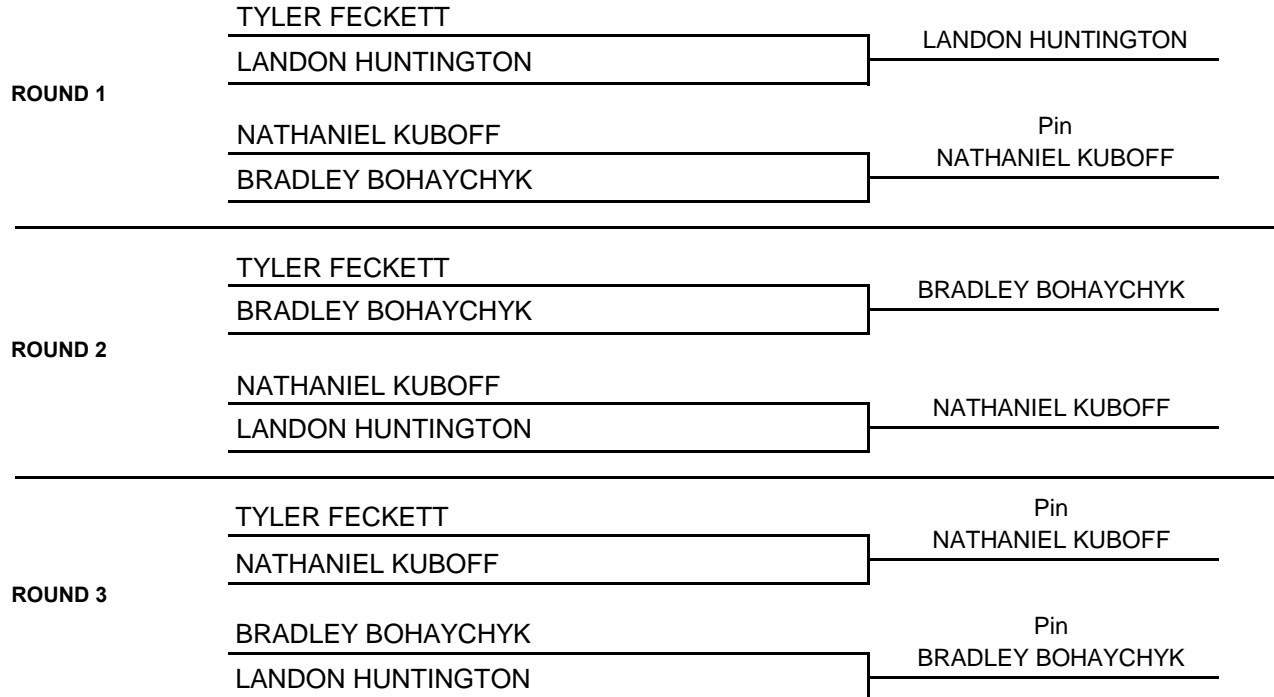 TYLER FECKETT
LANDON HUNTINGTON
LANDON HUNTINGTON
ROUND 1
NATHANIEL KUBOFF
Pin
NATHANIEL KUBOFF
BRADLEY BOHAYCHYK
TYLER FECKETT
BRADLEY BOHAYCHYK
BRADLEY BOHAYCHYK
ROUND 2
NATHANIEL KUBOFF
NATHANIEL KUBOFF
LANDON HUNTINGTON
TYLER FECKETT
Pin
NATHANIEL KUBOFF
NATHANIEL KUBOFF
ROUND 3
BRADLEY BOHAYCHYK
Pin
BRADLEY BOHAYCHYK
LANDON HUNTINGTON